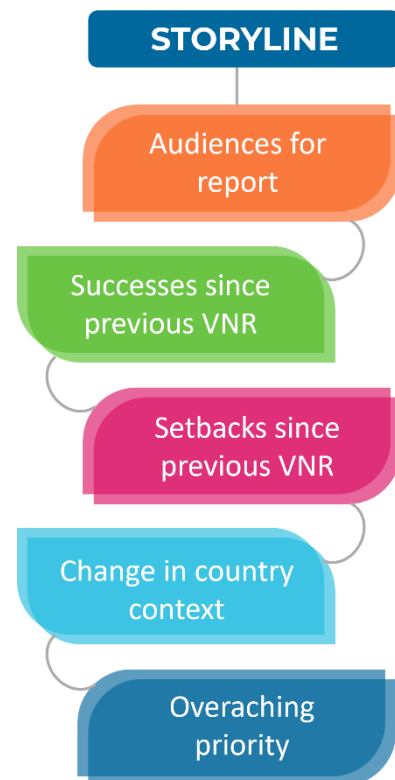 STORYLINE
Audiences for
report
Successes since
previous VNR
Setbacks since
previous VNR
Change in country
context
Overaching
priority